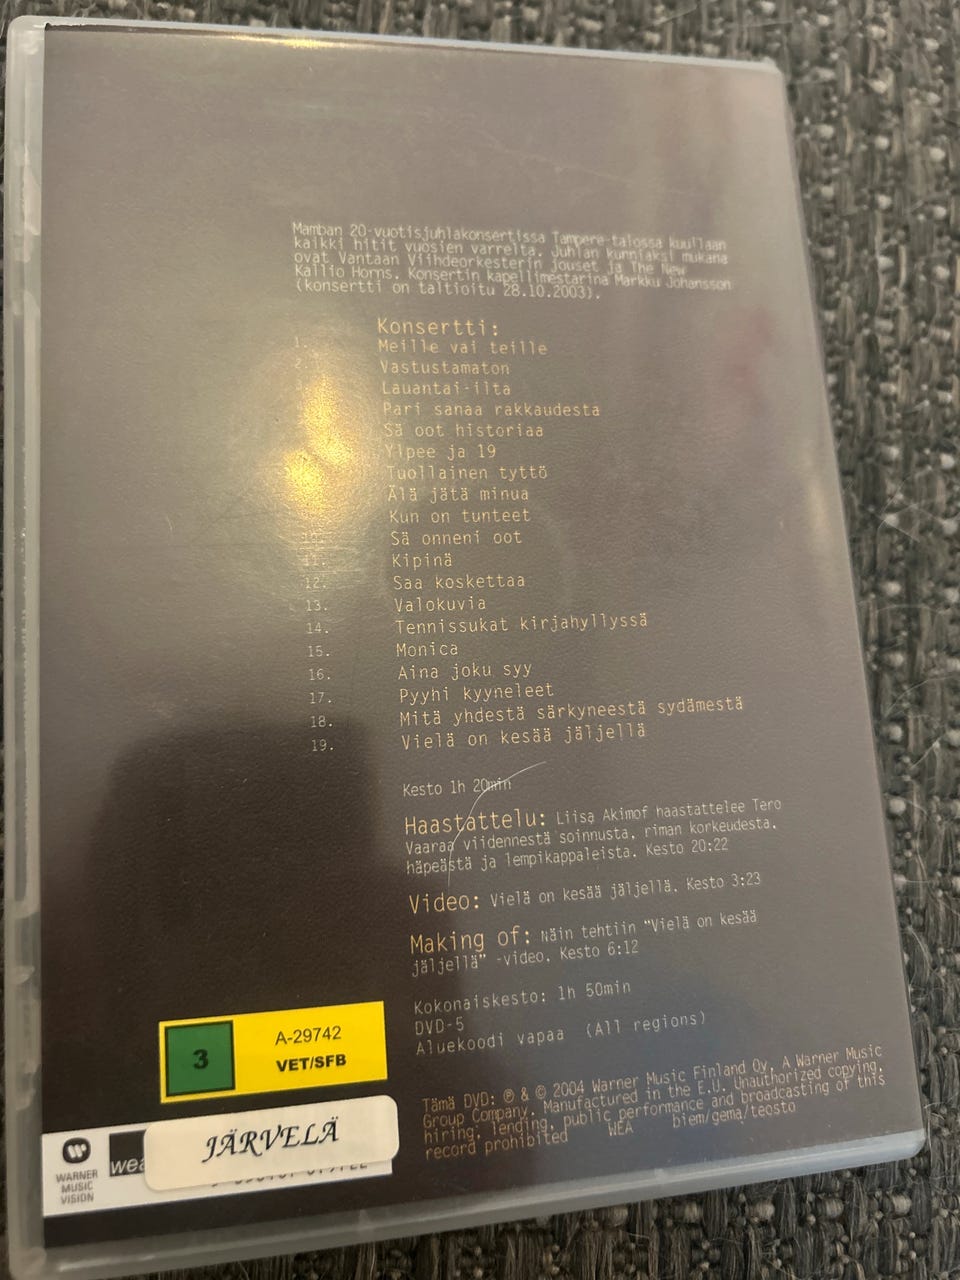 Mamban 20-vuotisjuhlakonsertissa Tampere-talossa kuullaan
kaikki hitit vuosien varrelta. Juhlan kunniaksi mukana
ovat Vantaan Viihdeorkesterin jouset ja The New
Kallio Horns. Konsertin kapellimestarina Markku Johansson
(konsertti on taltioitu 28.10.2003).
Konsertti:
1. Meille vai teille
2. Vastustamaton
Lauantai-ilta
Pari sanaa rakkaudesta
Sä oot historiaa
Ylpee ja 19
Tuollainen tyttö
Älä jätä minua
Kun on tunteet
10. Sä onneni oot
11. Kipinä
12. Saa koskettaa
13. Valokuvia
14. Tennissukat kirjahyllyssä
15. Monica
16. Aina joku syy
17. Pyyhi kyyneleet
18. Mitä yhdestä särkyneestä sydämestä
19. Vielä on kesää jäljellä
Kesto 1h 20min
Haastattelu: Liisa Akimof haastattelee Tero
Vaaraa viidennestä soinnusta, riman korkeudesta,
häpeästä ja lempikappaleista. Kesto 20:22
Video: Vielä on kesää jäljellä. Kesto 3:23
Making of: Näin tehtiin "Vielä on kesää
jäljellä" -video. Kesto 6:12
Kokonaiskesto: 1h 50min
DVD-5
Aluekoodi vapaa (All regions)
3
A-29742
VET/SFB
Tämä DVD: ℗ & © 2004 Warner Music Finland Oy, A Warner Music
Group Company. Manufactured in the E.U. Unauthorized copying,
hiring, lending, public performance and broadcasting of this
record prohibited WEA biem/gema/teosto
WARNER
MUSIC
VISION
wea
JÄRVELÄ